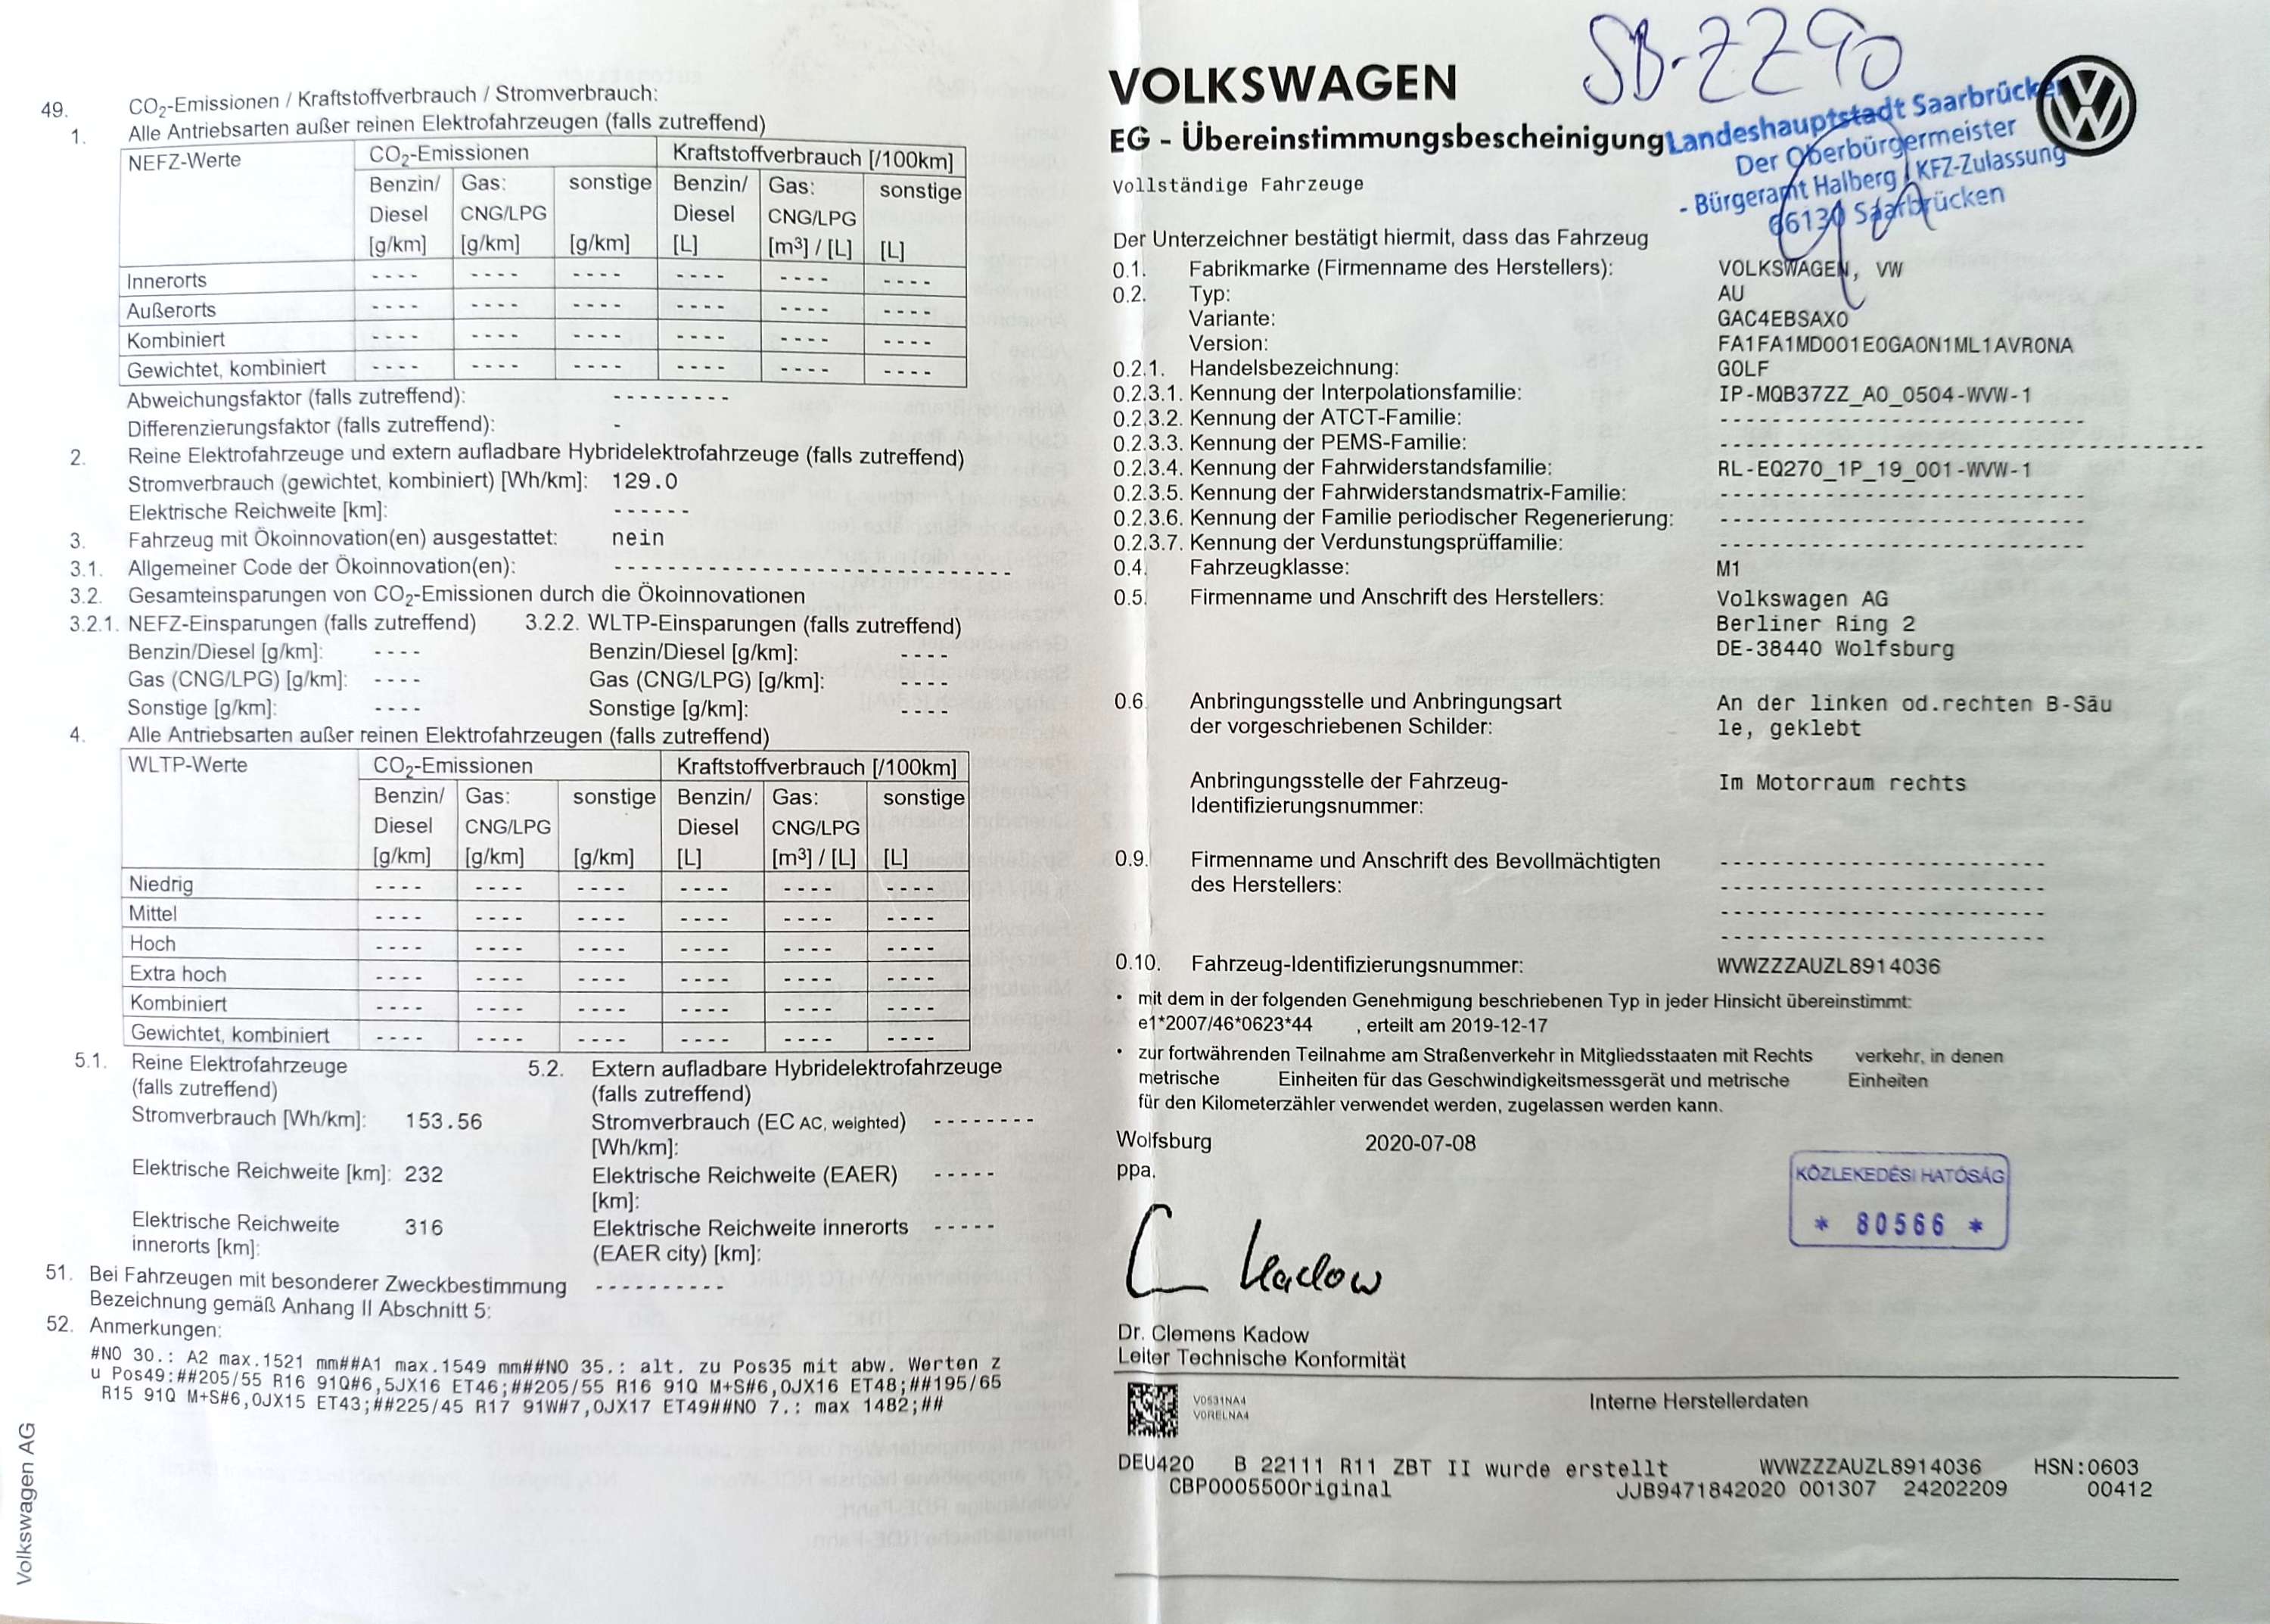 49. CO₂-Emissionen / Kraftstoffverbrauch / Stromverbrauch:
1. Alle Antriebsarten außer reinen Elektrofahrzeugen (falls zutreffend)
NEFZ-Werte CO₂-Emissionen Kraftstoffverbrauch [/100km]
Benzin/ Gas: sonstige Benzin/ Gas: sonstige
Diesel CNG/LPG Diesel CNG/LPG
[g/km] [g/km] [g/km] [L] [m³] / [L] [L]
Innerorts ---- ---- ---- ---- ---- ----
Außerorts ---- ---- ---- ---- ---- ----
Kombiniert ---- ---- ---- ---- ---- ----
Gewichtet, kombiniert ---- ---- ---- ---- ---- ----
Abweichungsfaktor (falls zutreffend): ---------
Differenzierungsfaktor (falls zutreffend): -
2. Reine Elektrofahrzeuge und extern aufladbare Hybridelektrofahrzeuge (falls zutreffend)
Stromverbrauch (gewichtet, kombiniert) [Wh/km]: 129.0
Elektrische Reichweite [km]: ------
3. Fahrzeug mit Ökoinnovation(en) ausgestattet: nein
3.1. Allgemeiner Code der Ökoinnovation(en): ------------------------------
3.2. Gesamteinsparungen von CO₂-Emissionen durch die Ökoinnovationen
3.2.1. NEFZ-Einsparungen (falls zutreffend) 3.2.2. WLTP-Einsparungen (falls zutreffend)
Benzin/Diesel [g/km]: ---- Benzin/Diesel [g/km]: ----
Gas (CNG/LPG) [g/km]: ---- Gas (CNG/LPG) [g/km]: ----
Sonstige [g/km]: ---- Sonstige [g/km]: ----
4. Alle Antriebsarten außer reinen Elektrofahrzeugen (falls zutreffend)
WLTP-Werte CO₂-Emissionen Kraftstoffverbrauch [/100km]
Benzin/ Gas: sonstige Benzin/ Gas: sonstige
Diesel CNG/LPG Diesel CNG/LPG
[g/km] [g/km] [g/km] [L] [m³] / [L] [L]
Niedrig ---- ---- ---- ---- ---- ----
Mittel ---- ---- ---- ---- ---- ----
Hoch ---- ---- ---- ---- ---- ----
Extra hoch ---- ---- ---- ---- ---- ----
Kombiniert ---- ---- ---- ---- ---- ----
Gewichtet, kombiniert ---- ---- ---- ---- ---- ----
5.1. Reine Elektrofahrzeuge 5.2. Extern aufladbare Hybridelektrofahrzeuge
(falls zutreffend) (falls zutreffend)
Stromverbrauch [Wh/km]: 153.56 Stromverbrauch (EC AC, weighted) --------
[Wh/km]:
Elektrische Reichweite [km]: 232 Elektrische Reichweite (EAER) -----
[km]:
Elektrische Reichweite 316 Elektrische Reichweite innerorts -----
innerorts [km]: (EAER city) [km]:
51. Bei Fahrzeugen mit besonderer Zweckbestimmung ----------
Bezeichnung gemäß Anhang II Abschnitt 5:
52. Anmerkungen:
#NO 30.: A2 max.1521 mm##A1 max.1549 mm##NO 35.: alt. zu Pos35 mit abw. Werten z
u Pos49:##205/55 R16 91Q#6,5JX16 ET46;##205/55 R16 91Q M+S#6,0JX16 ET48;##195/65
R15 91Q M+S#6,0JX15 ET43;##225/45 R17 91W#7,0JX17 ET49##NO 7.: max 1482;##
Volkswagen AG
SB-ZZ90
VOLKSWAGEN
EG - Übereinstimmungsbescheinigung
Landeshauptstadt Saarbrücken
Der Oberbürgermeister
- Bürgeramt Halberg / KFZ-Zulassung
66130 Saarbrücken
Vollständige Fahrzeuge
Der Unterzeichner bestätigt hiermit, dass das Fahrzeug
0.1. Fabrikmarke (Firmenname des Herstellers): VOLKSWAGEN, VW
0.2. Typ: AU
Variante: GAC4EBSAX0
Version: FA1FA1MD001E0GAON1ML1AVRONA
0.2.1. Handelsbezeichnung: GOLF
0.2.3.1. Kennung der Interpolationsfamilie: IP-MQB37ZZ_A0_0504-WVW-1
0.2.3.2. Kennung der ATCT-Familie: ----------------------------
0.2.3.3. Kennung der PEMS-Familie: -------------------------------------
0.2.3.4. Kennung der Fahrwiderstandsfamilie: RL-EQ270_1P_19_001-WVW-1
0.2.3.5. Kennung der Fahrwiderstandsmatrix-Familie: ----------------------------
0.2.3.6. Kennung der Familie periodischer Regenerierung: ----------------------------
0.2.3.7. Kennung der Verdunstungsprüffamilie: ----------------------------
0.4. Fahrzeugklasse: M1
0.5. Firmenname und Anschrift des Herstellers: Volkswagen AG
Berliner Ring 2
DE-38440 Wolfsburg
0.6. Anbringungsstelle und Anbringungsart An der linken od.rechten B-Säu
der vorgeschriebenen Schilder: le, geklebt
Anbringungsstelle der Fahrzeug- Im Motorraum rechts
Identifizierungsnummer:
0.9. Firmenname und Anschrift des Bevollmächtigten -------------------------
des Herstellers: -------------------------
-------------------------
-------------------------
0.10. Fahrzeug-Identifizierungsnummer: WVWZZZAUZL8914036
• mit dem in der folgenden Genehmigung beschriebenen Typ in jeder Hinsicht übereinstimmt:
e1*2007/46*0623*44 , erteilt am 2019-12-17
• zur fortwährenden Teilnahme am Straßenverkehr in Mitgliedsstaaten mit Rechts verkehr, in denen
metrische Einheiten für das Geschwindigkeitsmessgerät und metrische Einheiten
für den Kilometerzähler verwendet werden, zugelassen werden kann.
Wolfsburg 2020-07-08
ppa.
KÖZLEKEDÉSI HATÓSÁG
* 80566 *
C Kadow
Dr. Clemens Kadow
Leiter Technische Konformität
V0531NA4
VORELNA4
Interne Herstellerdaten
DEU420 B 22111 R11 ZBT II wurde erstellt WVWZZZAUZL8914036 HSN:0603
CBP0005500riginal JJB9471842020 001307 24202209 00412